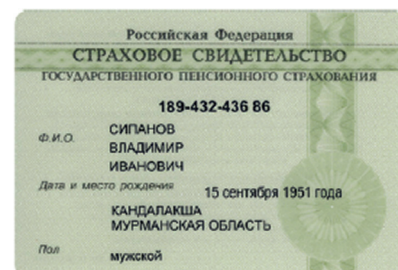 Российская Федерация
СТРАХОВОЕ СВИДЕТЕЛЬСТВО
ГОСУДАРСТВЕННОГО ПЕНСИОННОГО СТРАХОВАНИЯ
189-432-436 86
Ф.И.О. СИПАНОВ
ВЛАДИМИР
ИВАНОВИЧ
Дата и место рождения 15 сентября 1951 года
КАНДАЛАКША
МУРМАНСКАЯ ОБЛАСТЬ
Пол мужской